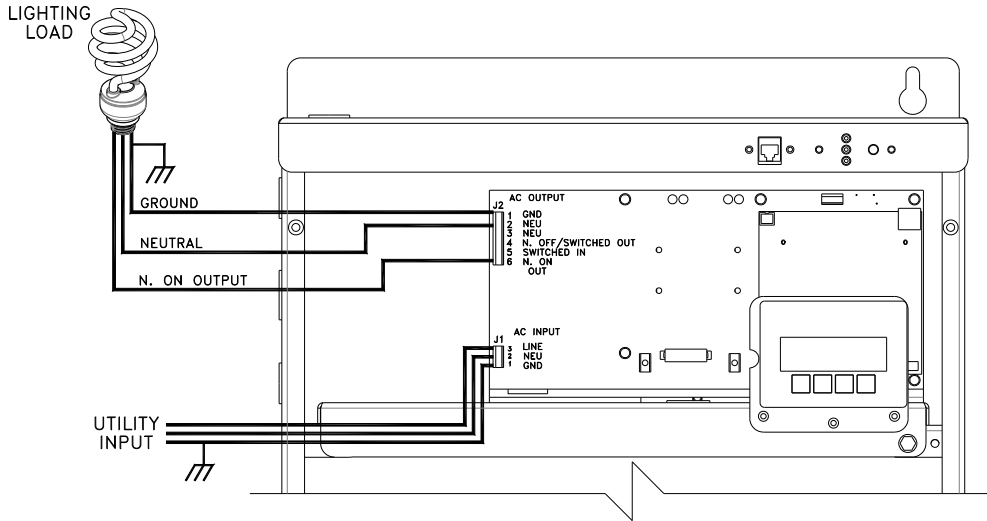 LIGHTING
LOAD
GROUND
NEUTRAL
N. ON OUTPUT
AC OUTPUT
J2
1 GND
2 NEU
3 NEU
4 N. OFF/SWITCHED OUT
5 SWITCHED IN
6 N. ON
OUT
AC INPUT
J1
3 LINE
2 NEU
1 GND
UTILITY
INPUT